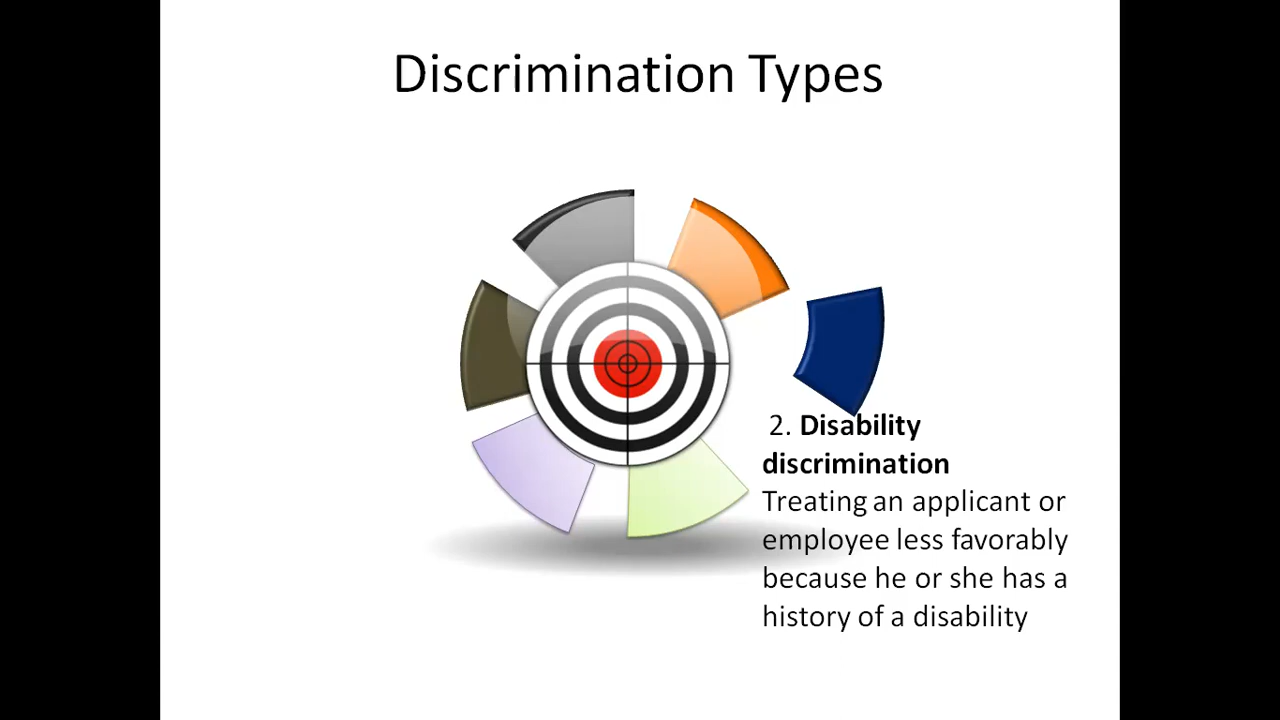 Discrimination Types
2. Disability
discrimination
Treating an applicant or
employee less favorably
because he or she has a
history of a disability